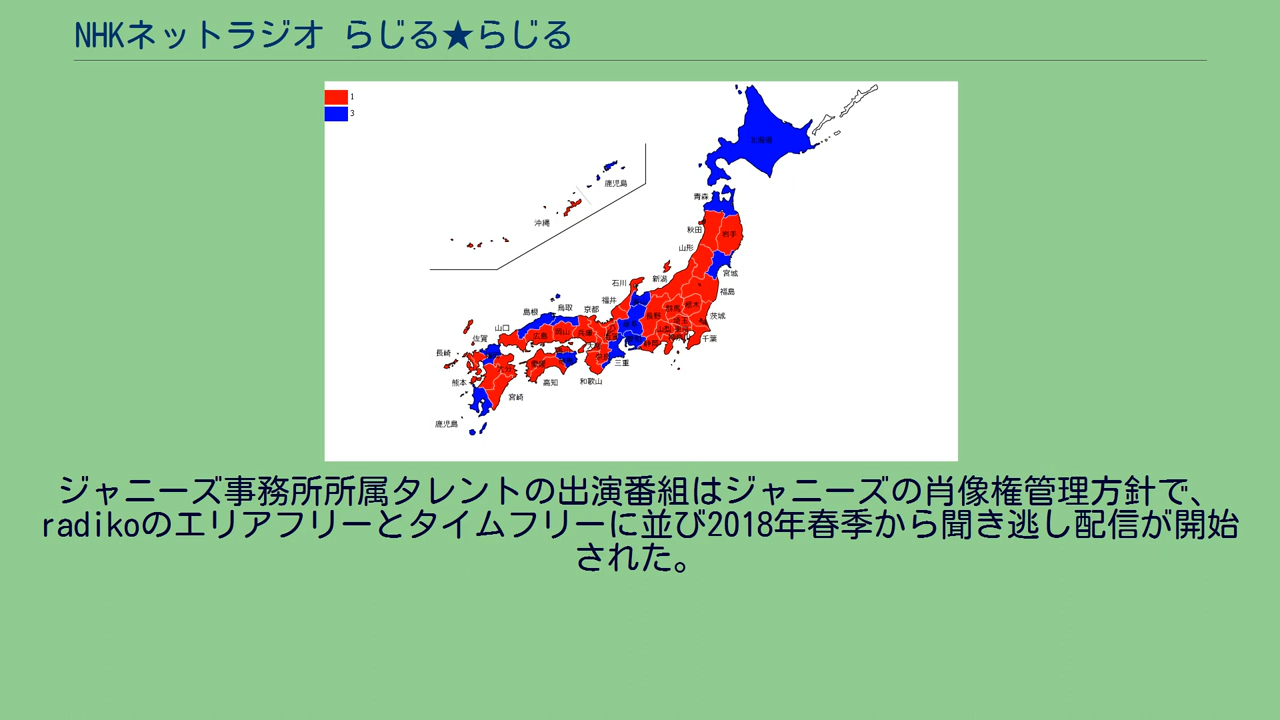 NHKネットラジオ らじる★らじる
1
3
北海道
青森
秋田
岩手
山形
宮城
新潟
福島
石川
福井
群馬
栃木
茨城
長野
埼玉
山梨
千葉
静岡
鳥取
京都
島根
山口
広島
岡山
兵庫
佐賀
長崎
大分
愛媛
高知
和歌山
三重
熊本
宮崎
鹿児島
鹿児島
沖縄
ジャニーズ事務所所属タレントの出演番組はジャニーズの肖像権管理方針で、
radikoのエリアフリーとタイムフリーに並び2018年春季から聞き逃し配信が開始
された。